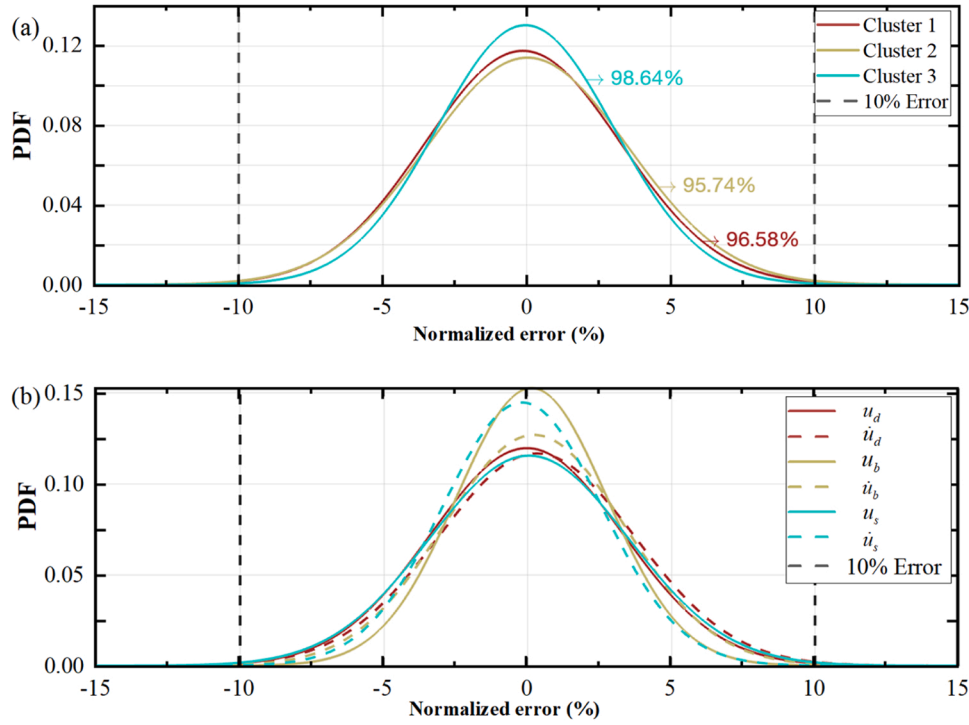 (a)
0.12
0.08
0.04
0.00
PDF
98.64%
95.74%
96.58%
Cluster 1
Cluster 2
Cluster 3
10% Error
-15 -10 -5 0 5 10 15
Normalized error (%)
(b)
0.15
0.10
0.05
0.00
PDF
u_d
u̇_d
u_b
u̇_b
u_s
u̇_s
10% Error
-15 -10 -5 0 5 10 15
Normalized error (%)